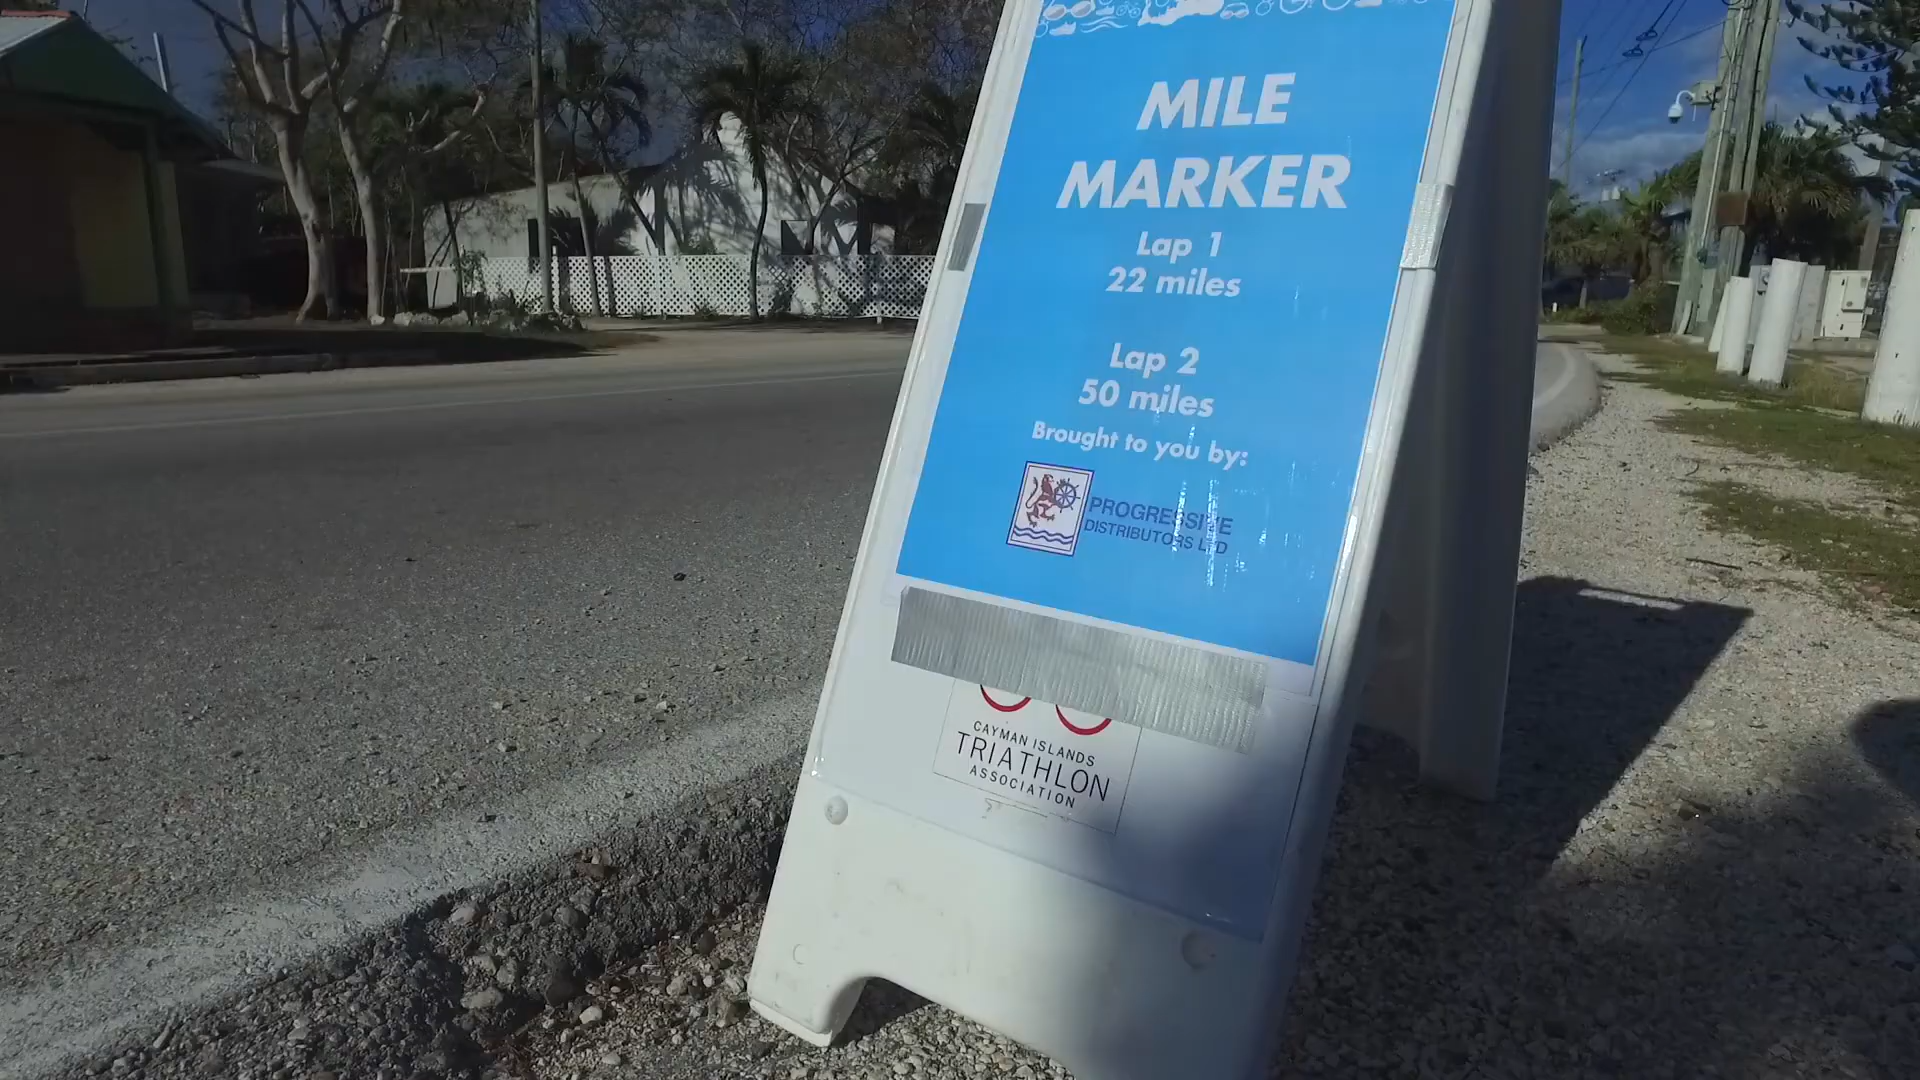 MILE
MARKER
Lap 1
22 miles
Lap 2
50 miles
Brought to you by:
PROGRESSIVE
DISTRIBUTORS LTD
CAYMAN ISLANDS
TRIATHLON
ASSOCIATION